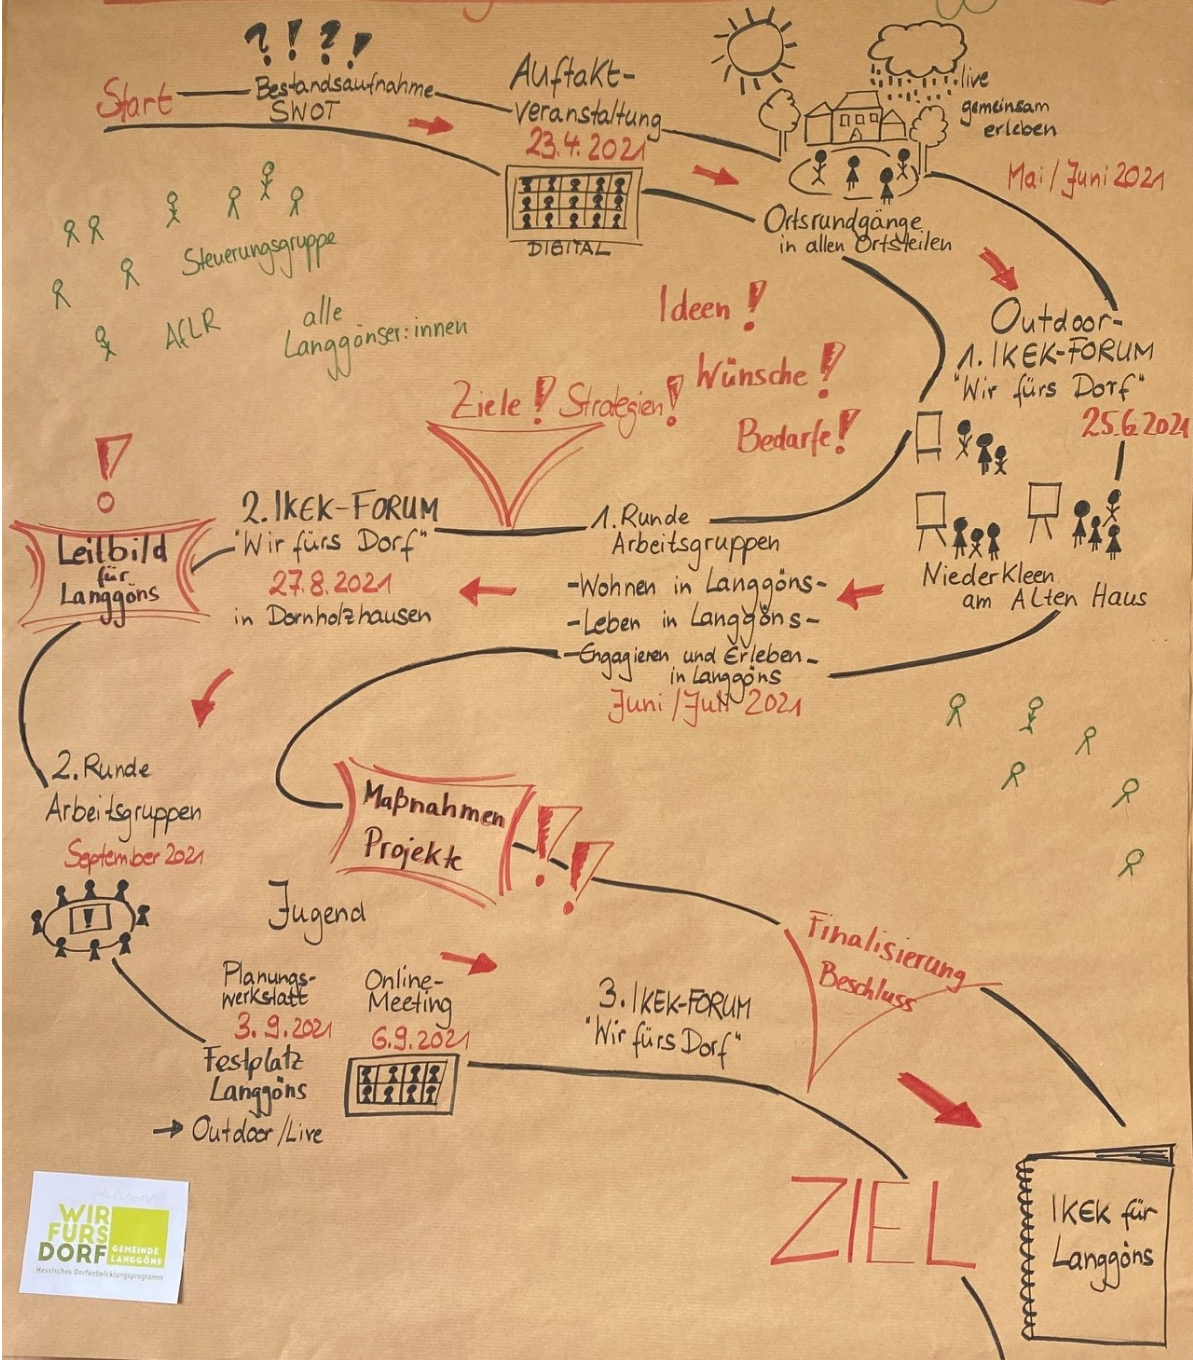 ? ! ? !
Start
Bestandsaufnahme
SWOT
Auftakt-
veranstaltung
23.4.2021
DIGITAL
live
gemeinsam
erleben
Mai/Juni 2021
Ortsrundgänge
in allen Ortsteilen
Steuerungsgruppe
AfLR
alle
Langgönser:innen
Ideen!
Wünsche!
Bedarfe!
Ziele! Strategien!
Outdoor-
1. IKEK-FORUM
"Wir fürs Dorf"
25.6.2021
Niederkleen
am Alten Haus
1. Runde
Arbeitsgruppen
-Wohnen in Langgöns-
-Leben in Langgöns-
-Engagieren und Erleben-
in Langgöns
Juni/Juli 2021
2. IKEK-FORUM
"Wir fürs Dorf"
27.8.2021
in Dornholzhausen
!
Leitbild
für
Langgöns
2. Runde
Arbeitsgruppen
September 2021
!
Maßnahmen
Projekte
!!
Jugend
Planungs-
werkstatt
3.9.2021
Festplatz
Langgöns
→ Outdoor/Live
Online-
Meeting
6.9.2021
3. IKEK-FORUM
"Wir fürs Dorf"
Finalisierung
Beschluss
ZIEL
IKEK für
Langgöns
WIR
FÜRS
DORF
GEMEINDE
LANGGÖNS
Hessisches Dorfentwicklungsprogramm